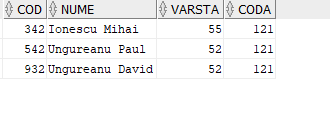 COD NUME VARSTA CODA
342 Ionescu Mihai 55 121
542 Ungureanu Paul 52 121
932 Ungureanu David 52 121